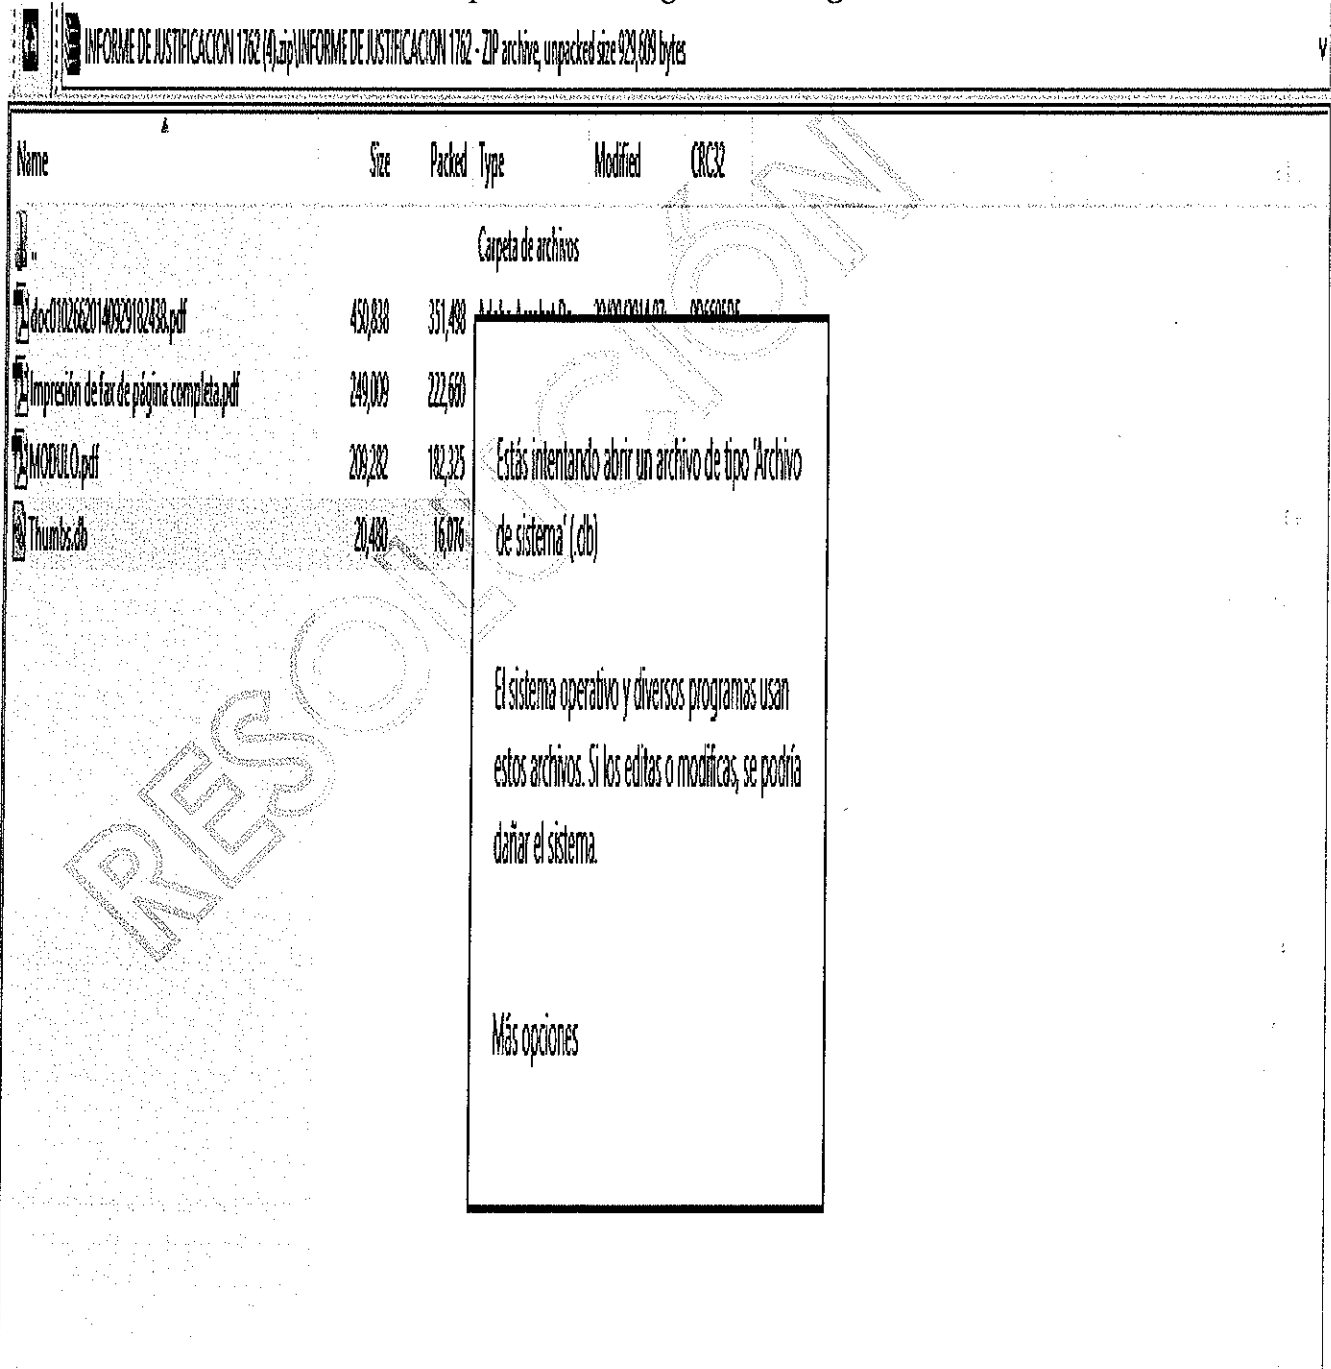 INFORME DE JUSTIFICACION 1762 (4).zip\INFORME DE JUSTIFICACION 1762 - ZIP archive, unpacked size 929,609 bytes
Name Size Packed Type Modified CRC32
.. Carpeta de archivos
doc01026620140929182438.pdf 450,838 351,498
Impresión de fax de página completa.pdf 249,009 222,660
MODULO.pdf 209,282 182,325
Thumbs.db 20,480 16,076
Estás intentando abrir un archivo de tipo 'Archivo
de sistema' (.db)
El sistema operativo y diversos programas usan
estos archivos. Si los editas o modificas, se podría
dañar el sistema.
Más opciones
RESOLUCIÓN